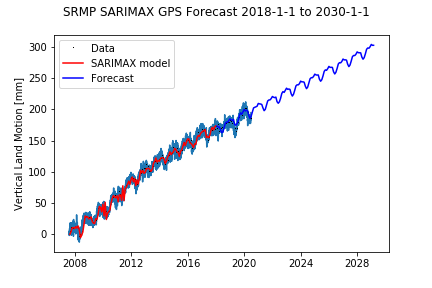 SRMP SARIMAX GPS Forecast 2018-1-1 to 2030-1-1
Data
SARIMAX model
Forecast
Vertical Land Motion [mm]
300
250
200
150
100
50
0
2008 2012 2016 2020 2024 2028